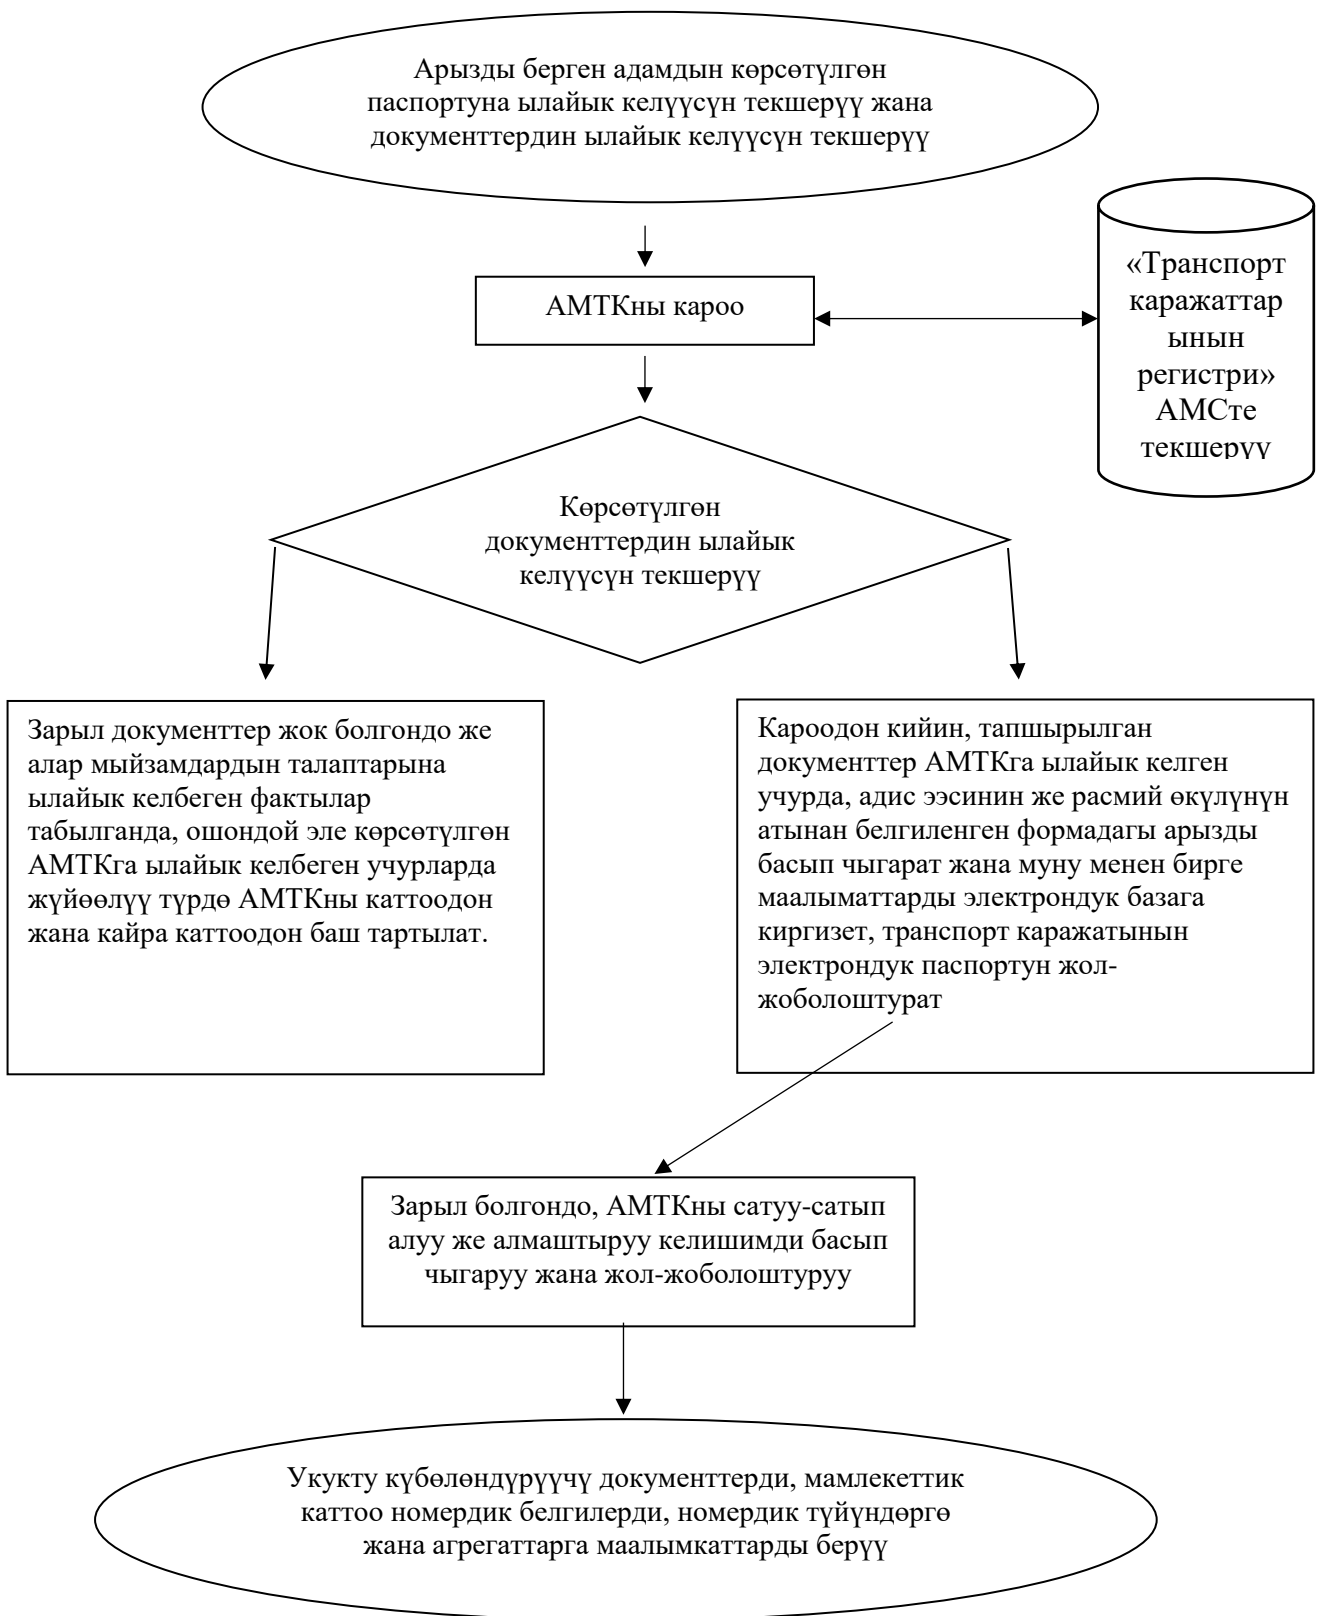 Арызды берген адамдын көрсөтүлгөн
паспортуна ылайык келүүсүн текшерүү жана
документтердин ылайык келүүсүн текшерүү
АМТКны кароо
«Транспорт
каражаттар
ынын
регистри»
АМСте
текшерүү
Көрсөтүлгөн
документтердин ылайык
келүүсүн текшерүү
Зарыл документтер жок болгондо же
алар мыйзамдардын талаптарына
ылайык келбеген фактылар
табылганда, ошондой эле көрсөтүлгөн
АМТКга ылайык келбеген учурларда
жүйөөлүү түрдө АМТКны каттоодон
жана кайра каттоодон баш тартылат.
Кароодон кийин, тапшырылган
документтер АМТКга ылайык келген
учурда, адис ээсинин же расмий өкүлүнүн
атынан белгиленген формадагы арызды
басып чыгарат жана муну менен бирге
маалыматтарды электрондук базага
киргизет, транспорт каражатынын
электрондук паспортун жол-
жоболоштурат
Зарыл болгондо, АМТКны сатуу-сатып
алуу же алмаштыруу келишимди басып
чыгаруу жана жол-жоболоштуруу
Укукту күбөлөндүрүүчү документтерди, мамлекеттик
каттоо номердик белгилерди, номердик түйүндөргө
жана агрегаттарга маалымкаттарды берүү